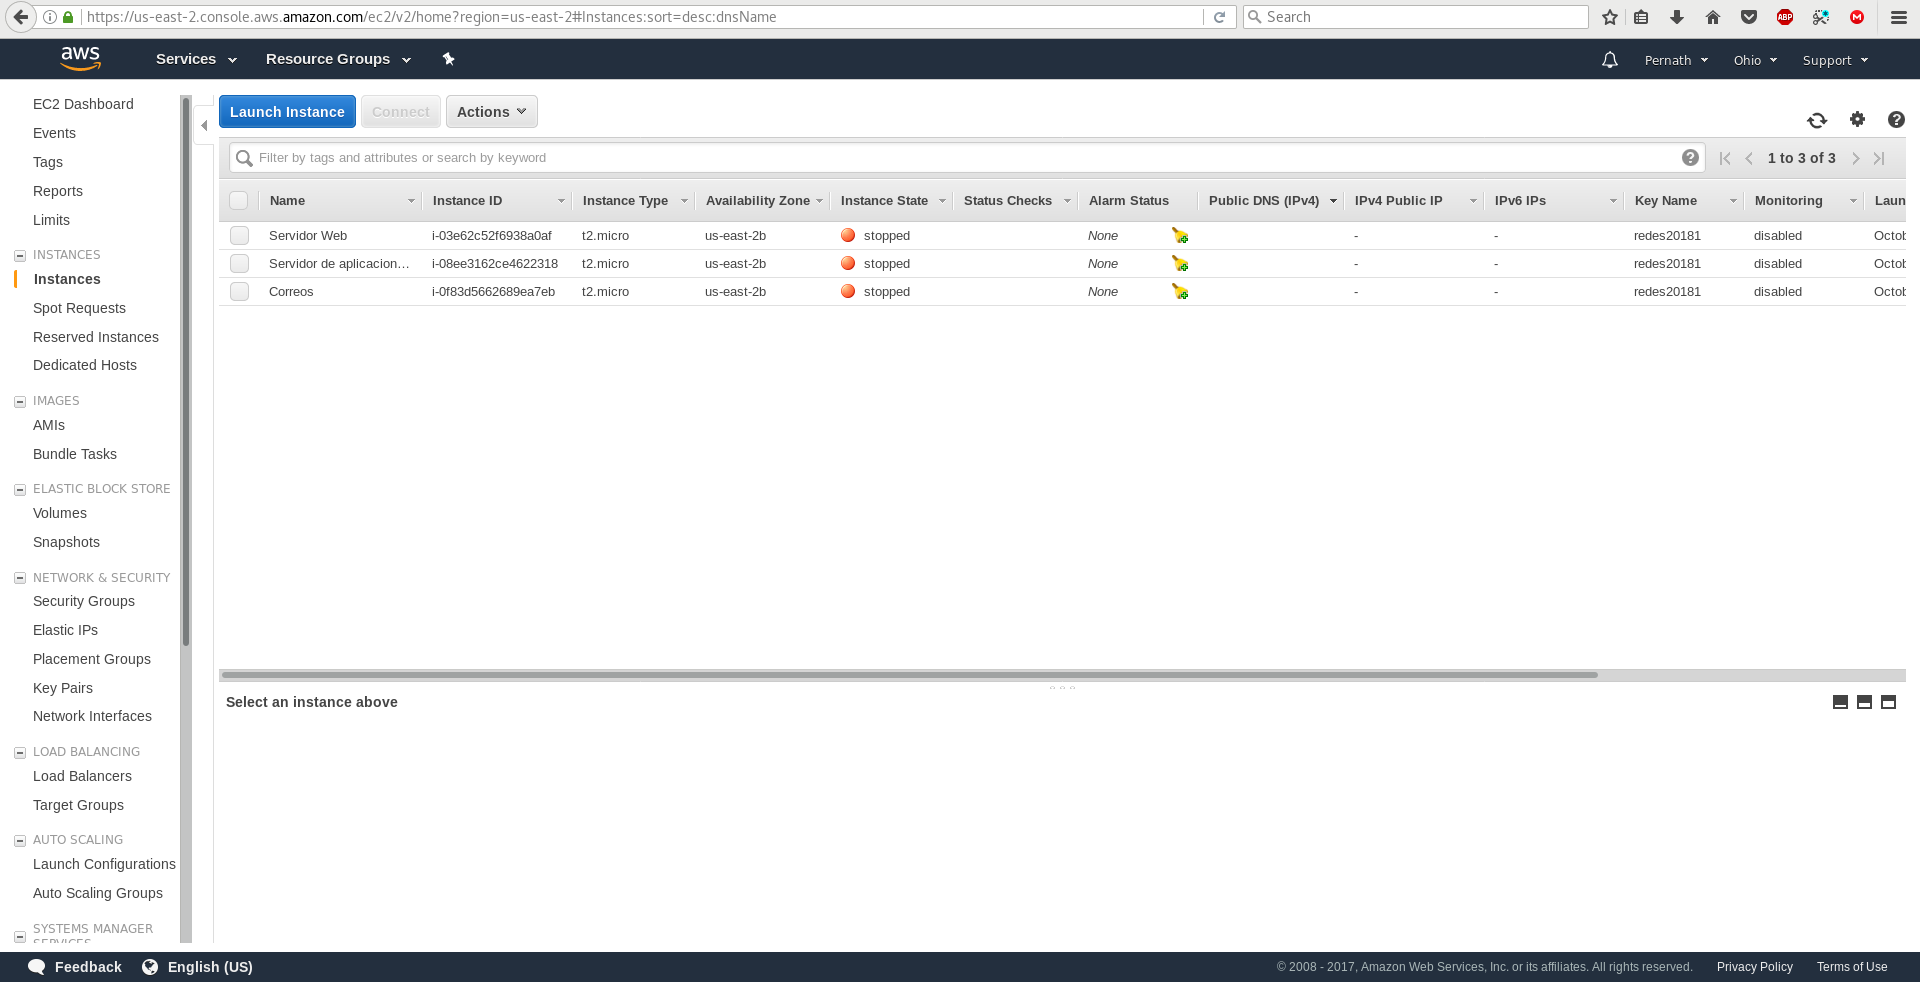 https://us-east-2.console.aws.amazon.com/ec2/v2/home?region=us-east-2#Instances:sort=desc:dnsName
Search
ABP
M
aws
Services
Resource Groups
Pernath
Ohio
Support
EC2 Dashboard
Events
Tags
Reports
Limits
INSTANCES
Instances
Spot Requests
Reserved Instances
Dedicated Hosts
IMAGES
AMIs
Bundle Tasks
ELASTIC BLOCK STORE
Volumes
Snapshots
NETWORK & SECURITY
Security Groups
Elastic IPs
Placement Groups
Key Pairs
Network Interfaces
LOAD BALANCING
Load Balancers
Target Groups
AUTO SCALING
Launch Configurations
Auto Scaling Groups
SYSTEMS MANAGER
SERVICES
Launch Instance
Connect
Actions
Filter by tags and attributes or search by keyword
1 to 3 of 3
Name Instance ID Instance Type Availability Zone Instance State Status Checks Alarm Status Public DNS (IPv4) IPv4 Public IP IPv6 IPs Key Name Monitoring Laun
Servidor Web i-03e62c52f6938a0af t2.micro us-east-2b stopped None - - redes20181 disabled Octo
Servidor de aplicacion… i-08ee3162ce4622318 t2.micro us-east-2b stopped None - - redes20181 disabled Octo
Correos i-0f83d5662689ea7eb t2.micro us-east-2b stopped None - - redes20181 disabled Octo
Select an instance above
Feedback
English (US)
© 2008 - 2017, Amazon Web Services, Inc. or its affiliates. All rights reserved.
Privacy Policy
Terms of Use